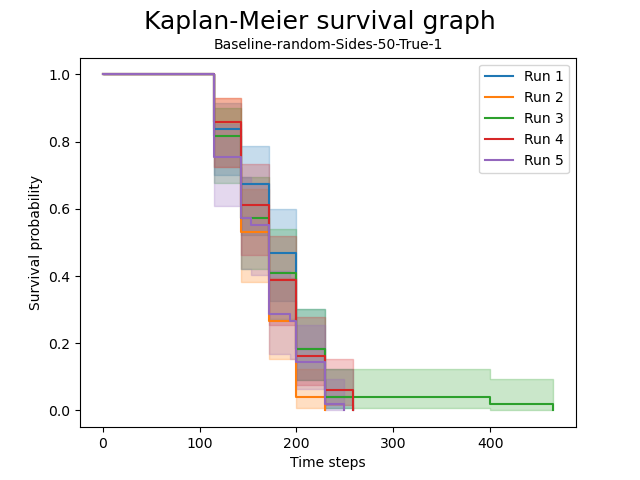 Kaplan-Meier survival graph
Baseline-random-Sides-50-True-1
Survival probability
1.0
0.8
0.6
0.4
0.2
0.0
Run 1
Run 2
Run 3
Run 4
Run 5
0 100 200 300 400
Time steps